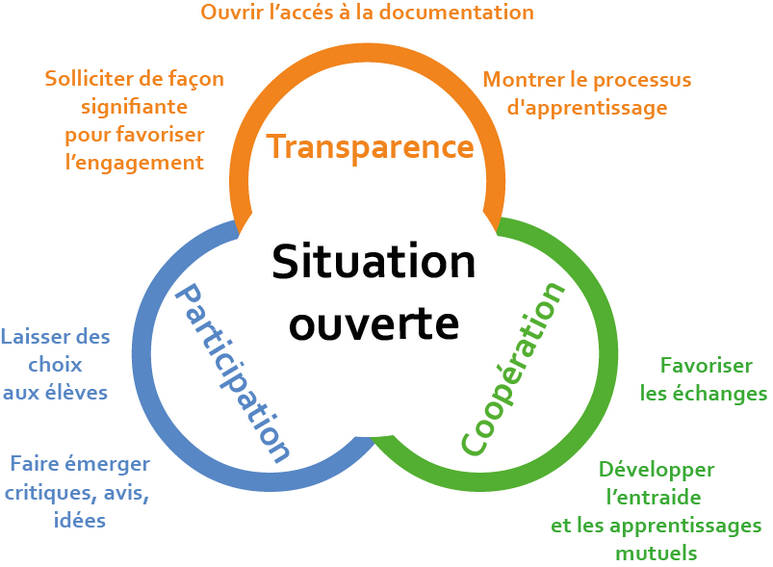 Ouvrir l’accés à la documentation
Solliciter de façon
signifiante
pour favoriser
l’engagement
Montrer le processus
d'apprentissage
Transparence
Situation
ouverte
Participation
Coopération
Laisser des
choix
aux élèves
Faire émerger
critiques, avis,
idées
Favoriser
les échanges
Développer
l’entraide
et les apprentissages
mutuels